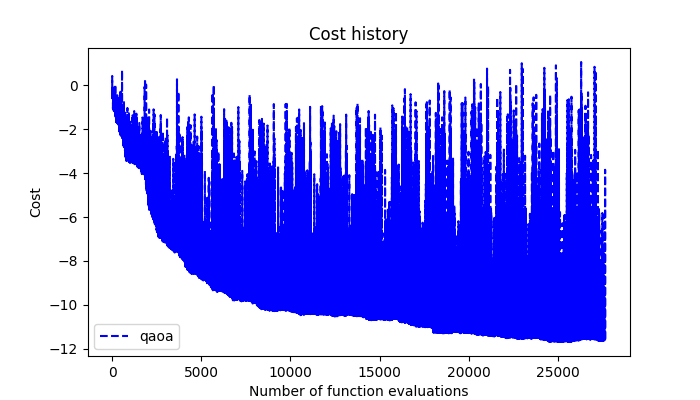 Cost history
Cost
0
−2
−4
−6
−8
−10
−12
qaoa
0 5000 10000 15000 20000 25000
Number of function evaluations